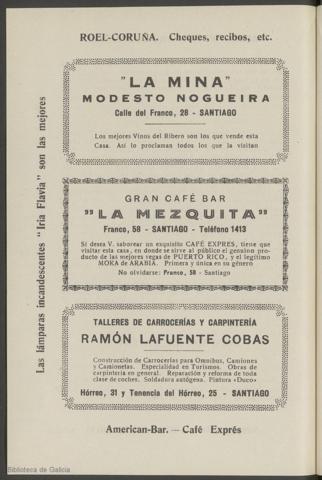 ROEL-CORUÑA. Cheques, recibos, etc.
Las lámparas incandescentes "Iria Flavia" son las mejores
"LA MINA"
MODESTO NOGUEIRA
Calle del Franco, 28 - SANTIAGO
Los mejores Vinos del Ribero son los que vende esta
Casa. Así lo proclaman todos los que la visitan
GRAN CAFÉ BAR
"LA MEZQUITA"
Franco, 58 - SANTIAGO - Teléfono 1413
Si desea V. saborear un exquisito CAFÉ EXPRES, tiene que
visitar esta casa, en donde se sirve al público el genuino pro-
ducto de las mejores vegas de PUERTO RICO, y el legítimo
MOKA de ARABIA. Primera y única en su género
No olvidarse: Franco, 58 - Santiago
TALLERES DE CARROCERÍAS Y CARPINTERÍA
RAMÓN LAFUENTE COBAS
Construcción de Carrocerías para Omnibus, Camiones
y Camionetas. Especialidad en Turismos. Obras de
carpintería en general. Reparación y reforma de toda
clase de coches. Soldadura autógena. Pintura «Duco»
Hórreo, 31 y Tenencia del Hórreo, 25 - SANTIAGO
American-Bar. — Café Exprés
Biblioteca de Galicia